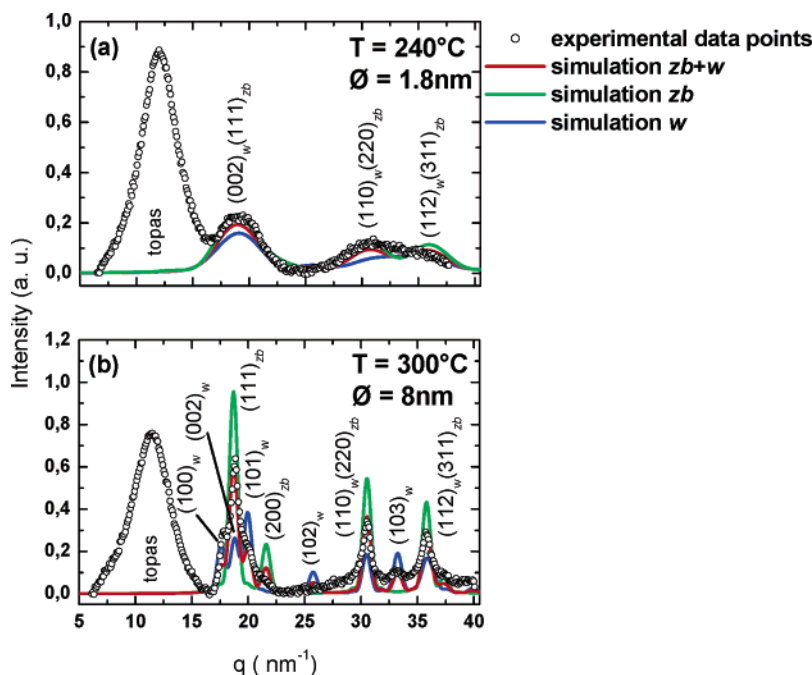 1,0
0,8
0,6
0,4
0,2
0,0
(a)
T = 240°C
Ø = 1.8nm
topas
(002)w(111)zb
(110)w(220)zb
(112)w(311)zb
experimental data points
simulation zb+w
simulation zb
simulation w
Intensity (a. u.)
1,2
1,0
0,8
0,6
0,4
0,2
0,0
(b)
T = 300°C
Ø = 8nm
topas
(100)w
(002)w
(111)zb
(101)w
(200)zb
(102)w
(110)w(220)zb
(103)w
(112)w(311)zb
5 10 15 20 25 30 35 40
q ( nm-1)